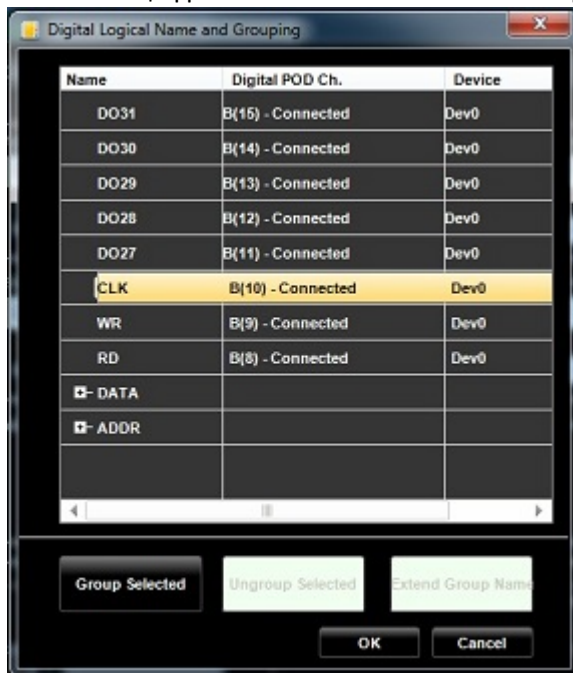 Digital Logical Name and Grouping
Name Digital POD Ch. Device
DO31 B(15) - Connected Dev0
DO30 B(14) - Connected Dev0
DO29 B(13) - Connected Dev0
DO28 B(12) - Connected Dev0
DO27 B(11) - Connected Dev0
CLK B(10) - Connected Dev0
WR B(9) - Connected Dev0
RD B(8) - Connected Dev0
DATA
ADDR
Group Selected Ungroup Selected Extend Group Name
OK Cancel